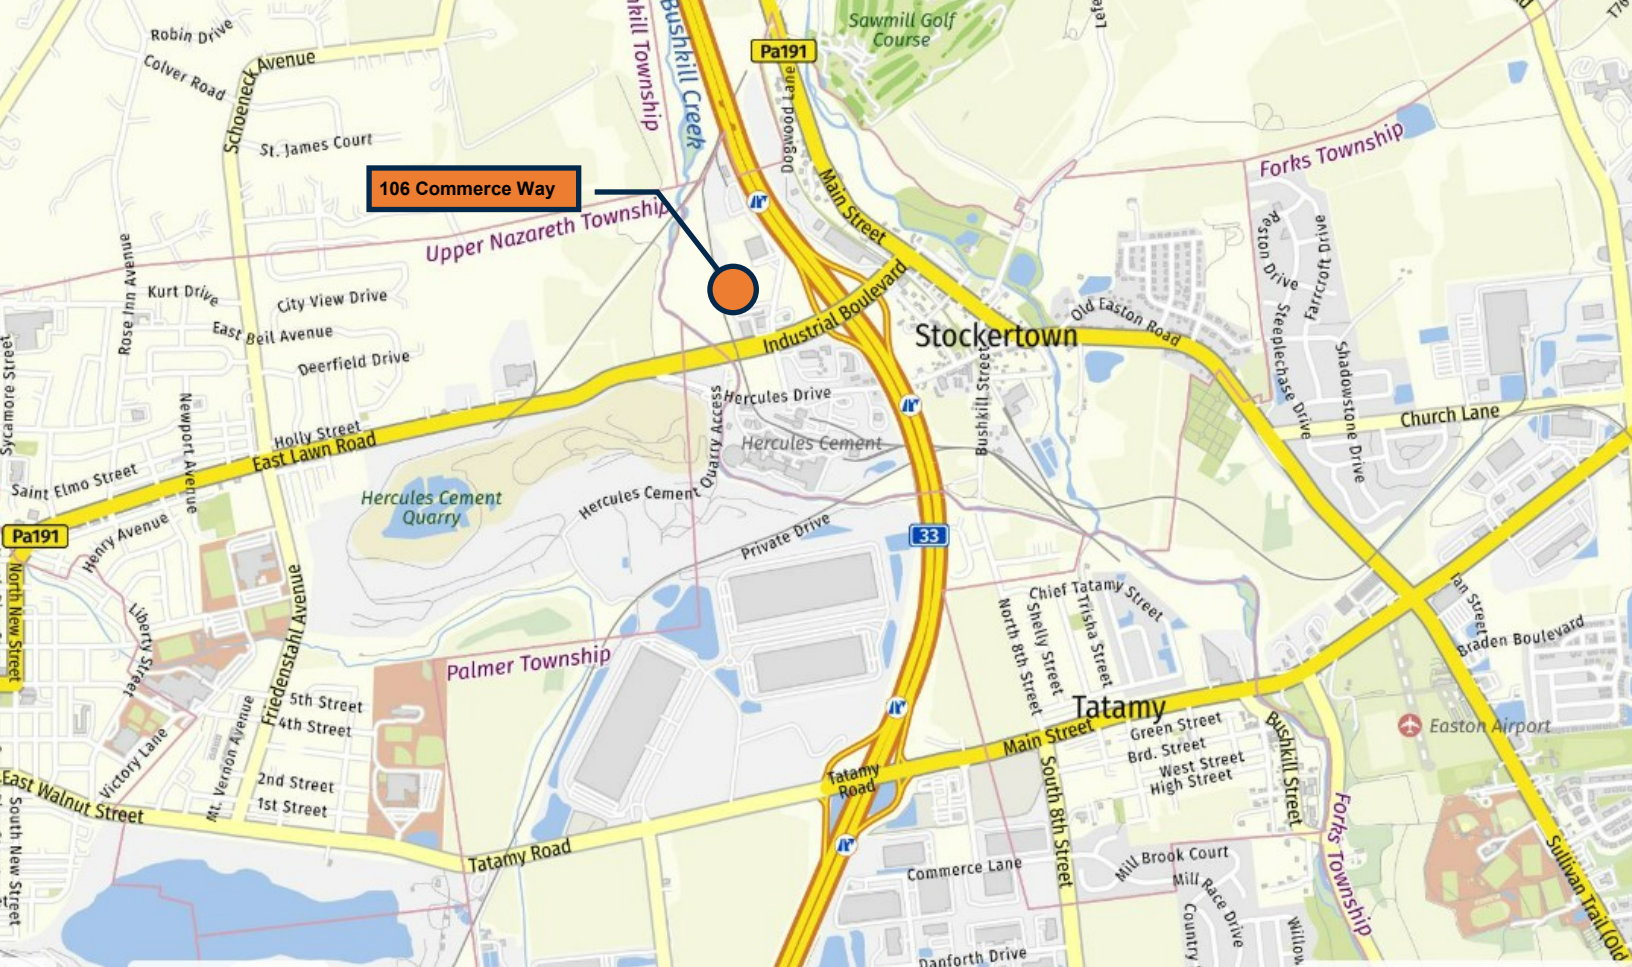 Robin Drive
Colver Road
Schoeneck Avenue
St. James Court
Bushkill Creek
Pa191
Sawmill Golf
Course
Dogwood Lane
106 Commerce Way
Upper Nazareth Township
Main Street
Forks Township
Reston Drive
Farrcroft Drive
Rose Inn Avenue
Kurt Drive
City View Drive
East Beil Avenue
Deerfield Drive
Industrial Boulevard
Stockertown
Old Easton Road
Steeplechase Drive
Shadowstone Drive
Sycamore Street
Newport Avenue
Holly Street
East Lawn Road
Saint Elmo Street
Hercules Drive
Hercules Cement
Quarry Access
Bushkill Street
Church Lane
Hercules Cement
Quarry
Hercules Cement
Private Drive
33
Pa191
Henry Avenue
North New Street
Liberty Street
Friedenstahl Avenue
Palmer Township
Chief Tatamy Street
North 8th Street
Shelly Street
Trisha Street
Ian Street
Braden Boulevard
5th Street
4th Street
Mt. Vernon Avenue
Victory Lane
2nd Street
1st Street
East Walnut Street
South New Street
Tatamy Road
Tatamy
Road
Main Street
Tatamy
Green Street
Brd. Street
West Street
High Street
Bushkill Street
Easton Airport
South 8th Street
Commerce Lane
Mill Brook Court
Mill Race Drive
Country
Willow
Forks Township
Sullivan Trail (old
Danforth Drive